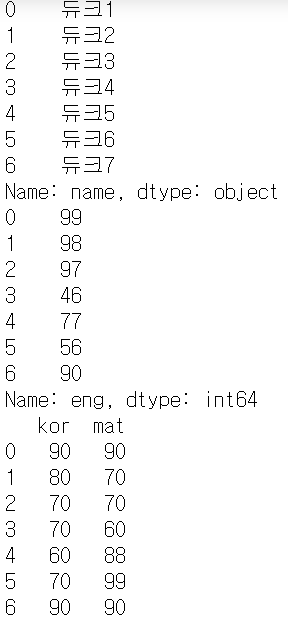 0    듀크1
1    듀크2
2    듀크3
3    듀크4
4    듀크5
5    듀크6
6    듀크7
Name: name, dtype: object
0    99
1    98
2    97
3    46
4    77
5    56
6    90
Name: eng, dtype: int64
   kor  mat
0   90   90
1   80   70
2   70   70
3   70   60
4   60   88
5   70   99
6   90   90